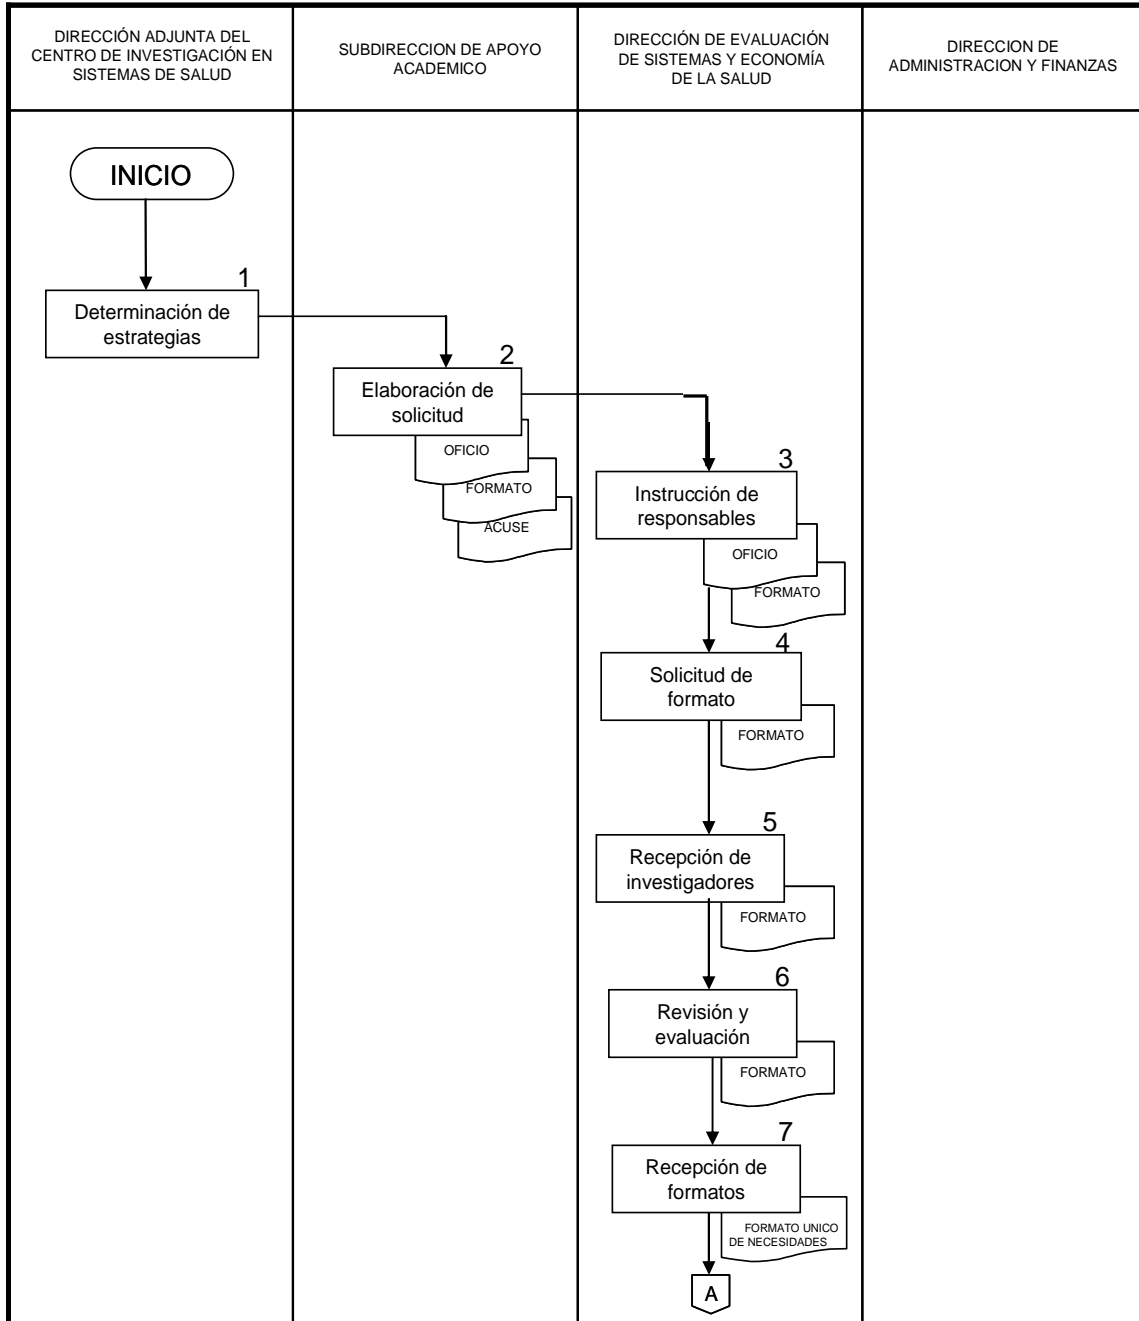 DIRECCIÓN ADJUNTA DEL
CENTRO DE INVESTIGACIÓN EN
SISTEMAS DE SALUD
SUBDIRECCION DE APOYO
ACADEMICO
DIRECCIÓN DE EVALUACIÓN
DE SISTEMAS Y ECONOMÍA
DE LA SALUD
DIRECCION DE
ADMINISTRACION Y FINANZAS
INICIO
1
Determinación de
estrategias
2
Elaboración de
solicitud
OFICIO
FORMATO
ACUSE
3
Instrucción de
responsables
OFICIO
FORMATO
4
Solicitud de
formato
FORMATO
5
Recepción de
investigadores
FORMATO
6
Revisión y
evaluación
FORMATO
7
Recepción de
formatos
FORMATO UNICO
DE NECESIDADES
A